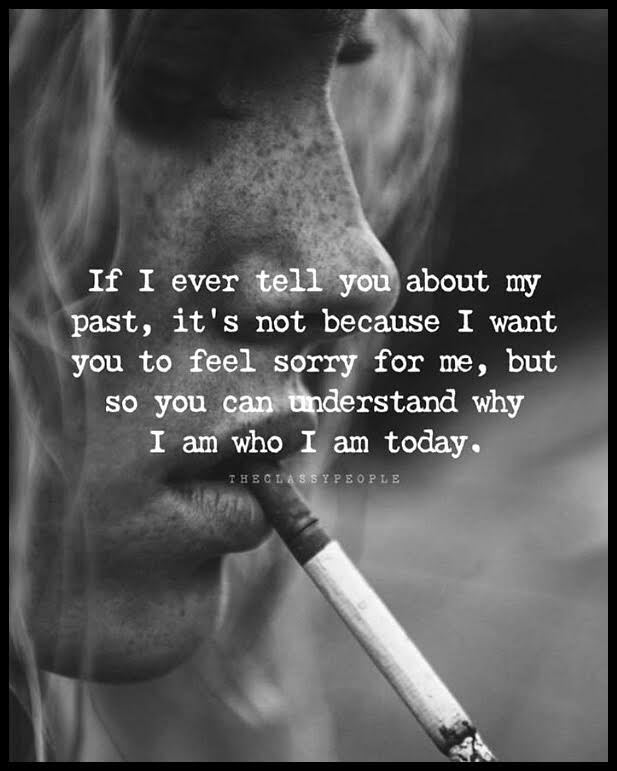 If I ever tell you about my
past, it's not because I want
you to feel sorry for me, but
so you can understand why
I am who I am today.
THECLASSYPEOPLE